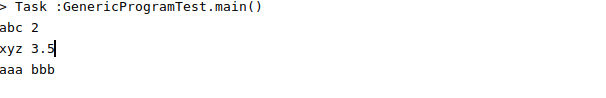 > Task :GenericProgramTest.main()
abc 2
xyz 3.5
aaa bbb